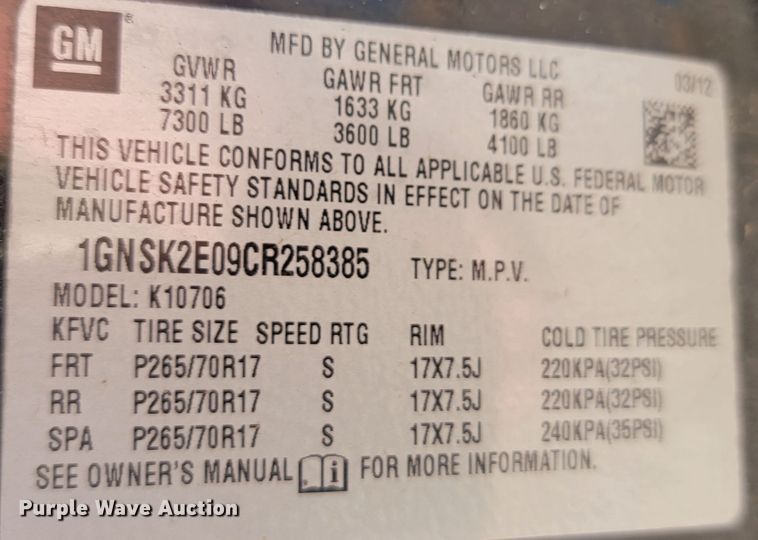 GM ®
MFD BY GENERAL MOTORS LLC
03/12
GVWR GAWR FRT GAWR RR
3311 KG 1633 KG 1860 KG
7300 LB 3600 LB 4100 LB
THIS VEHICLE CONFORMS TO ALL APPLICABLE U.S. FEDERAL MOTOR
VEHICLE SAFETY STANDARDS IN EFFECT ON THE DATE OF
MANUFACTURE SHOWN ABOVE.
1GNSK2E09CR258385 TYPE: M.P.V.
MODEL: K10706
KFVC TIRE SIZE SPEED RTG RIM COLD TIRE PRESSURE
FRT P265/70R17 S 17X7.5J 220KPA(32PSI)
RR P265/70R17 S 17X7.5J 220KPA(32PSI)
SPA P265/70R17 S 17X7.5J 240KPA(35PSI)
SEE OWNER'S MANUAL i FOR MORE INFORMATION.
Purple Wave Auction